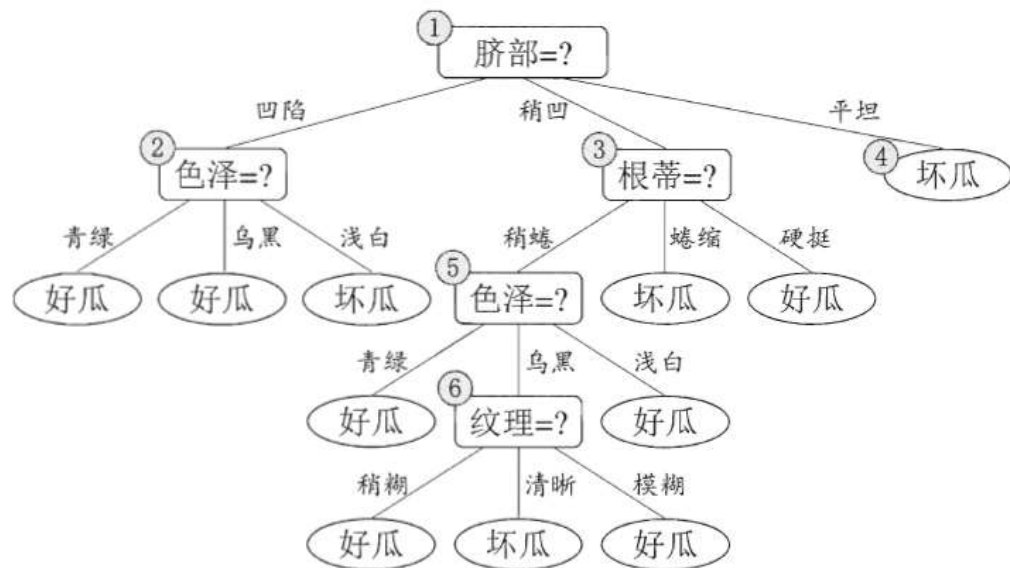 ① 脐部=?
凹陷 稍凹 平坦
② 色泽=? ③ 根蒂=? ④ 坏瓜
青绿 乌黑 浅白 稍蜷 蜷缩 硬挺
好瓜 好瓜 坏瓜 ⑤ 色泽=? 坏瓜 好瓜
青绿 乌黑 浅白
好瓜 ⑥ 纹理=? 好瓜
稍糊 清晰 模糊
好瓜 坏瓜 好瓜